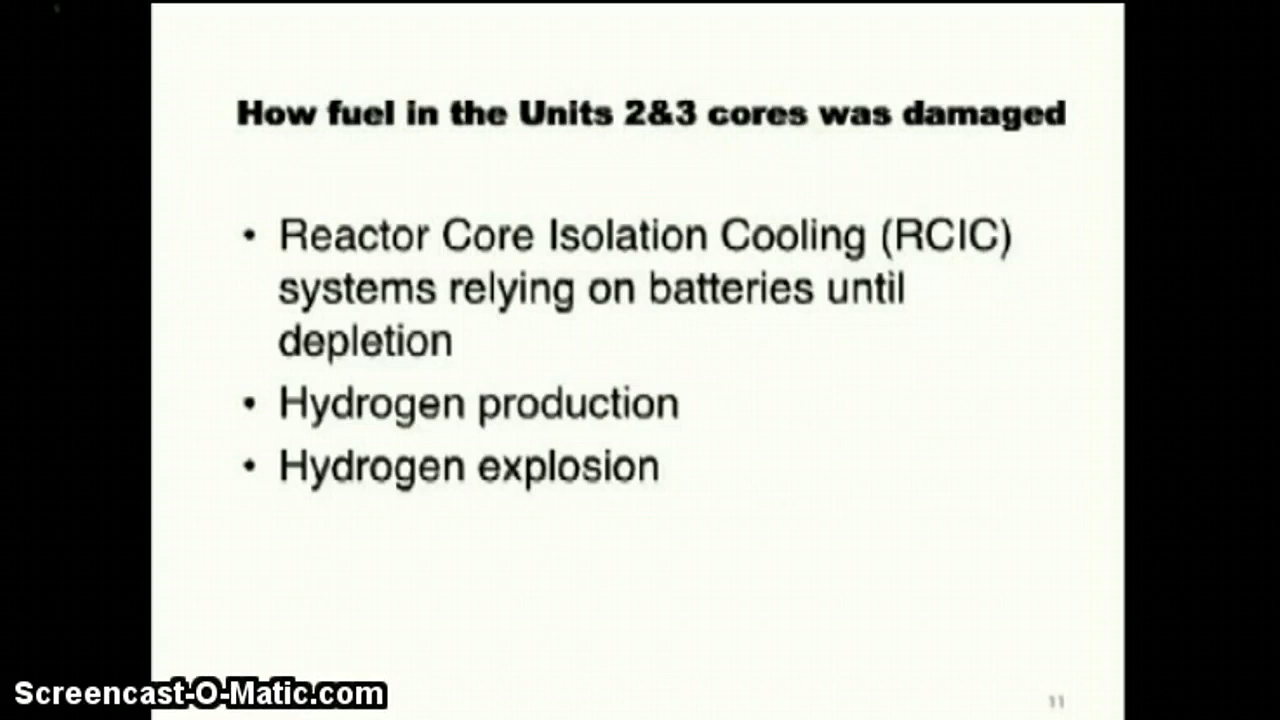 How fuel in the Units 2&3 cores was damaged
• Reactor Core Isolation Cooling (RCIC)
systems relying on batteries until
depletion
• Hydrogen production
• Hydrogen explosion
Screencast-O-Matic.com
11